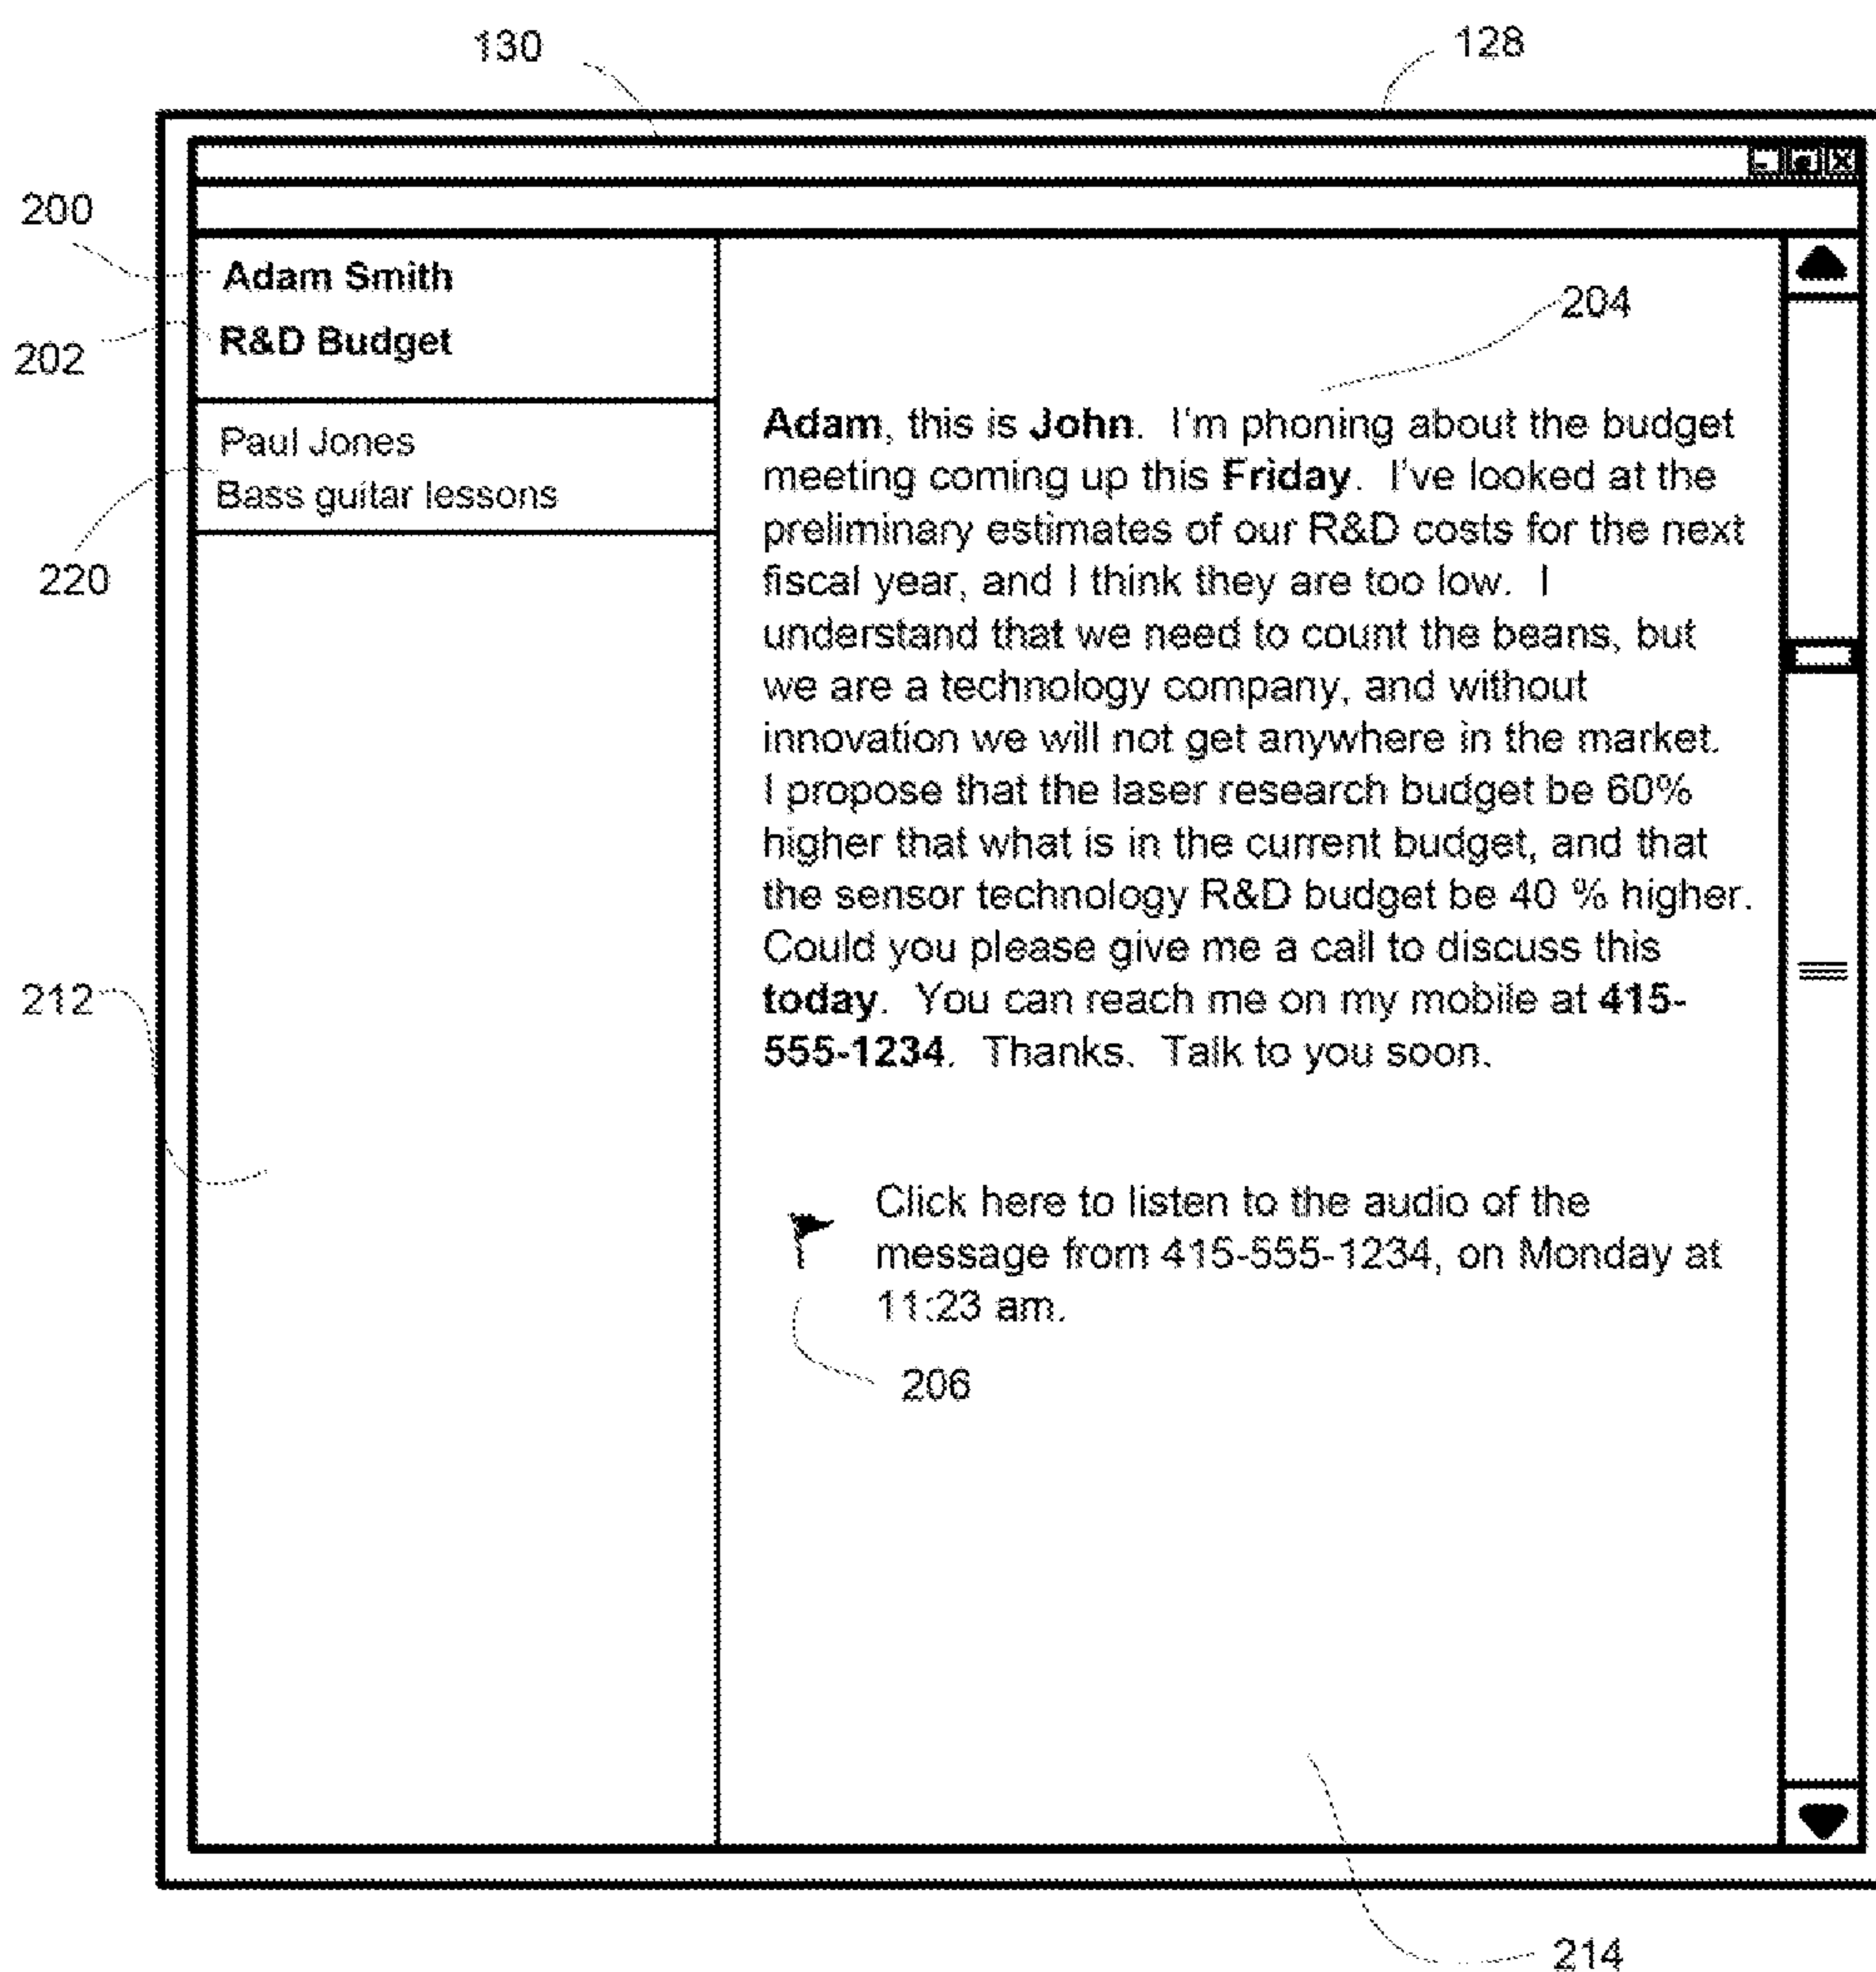 130
128
200
Adam Smith
204
202
R&D Budget
Paul Jones
220
Bass guitar lessons
Adam, this is John. I'm phoning about the budget
meeting coming up this Friday. I've looked at the
preliminary estimates of our R&D costs for the next
fiscal year, and I think they are too low. I
understand that we need to count the beans, but
we are a technology company, and without
innovation we will not get anywhere in the market.
I propose that the laser research budget be 60%
higher that what is in the current budget, and that
the sensor technology R&D budget be 40 % higher.
Could you please give me a call to discuss this
today. You can reach me on my mobile at 415-
555-1234. Thanks. Talk to you soon.
212
Click here to listen to the audio of the
message from 415-555-1234, on Monday at
11:23 am.
206
214